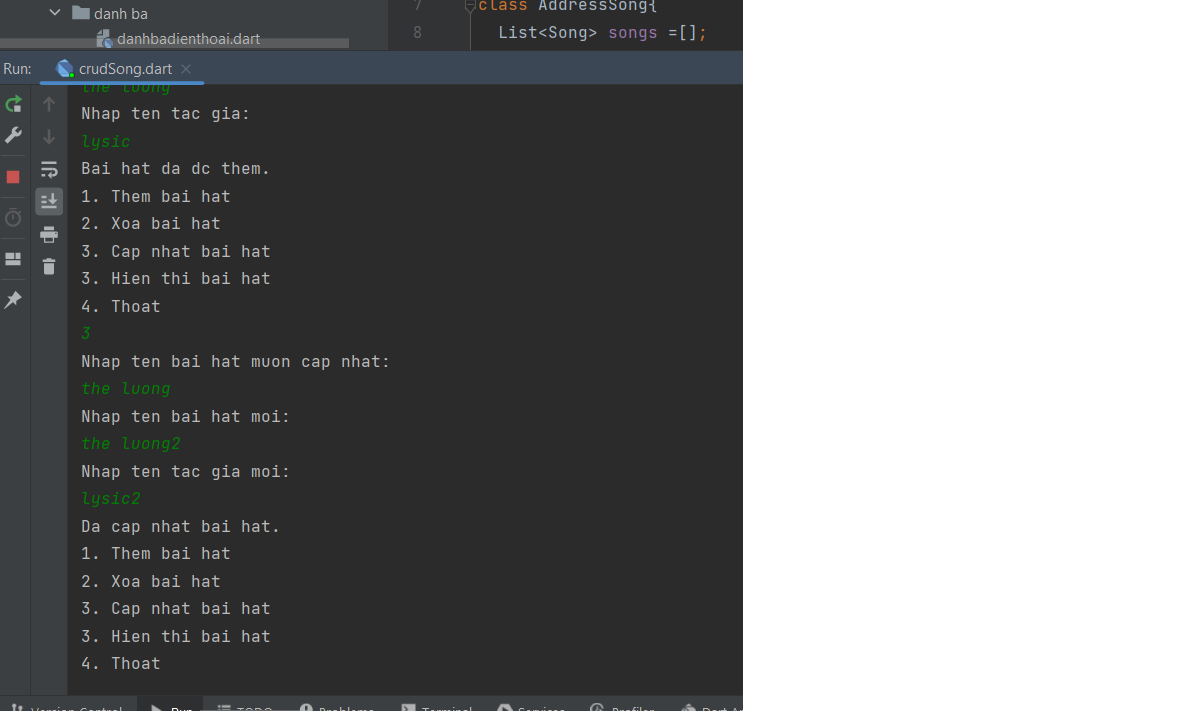 danh ba
danhbadienthoai.dart
7 class AddressSong{
8 List<Song> songs =[];
Run: crudSong.dart
the luong
Nhap ten tac gia:
lysic
Bai hat da dc them.
1. Them bai hat
2. Xoa bai hat
3. Cap nhat bai hat
3. Hien thi bai hat
4. Thoat
3
Nhap ten bai hat muon cap nhat:
the luong
Nhap ten bai hat moi:
the luong2
Nhap ten tac gia moi:
lysic2
Da cap nhat bai hat.
1. Them bai hat
2. Xoa bai hat
3. Cap nhat bai hat
3. Hien thi bai hat
4. Thoat
Version Control Run TODO Problems Terminal Services Profiler Dart